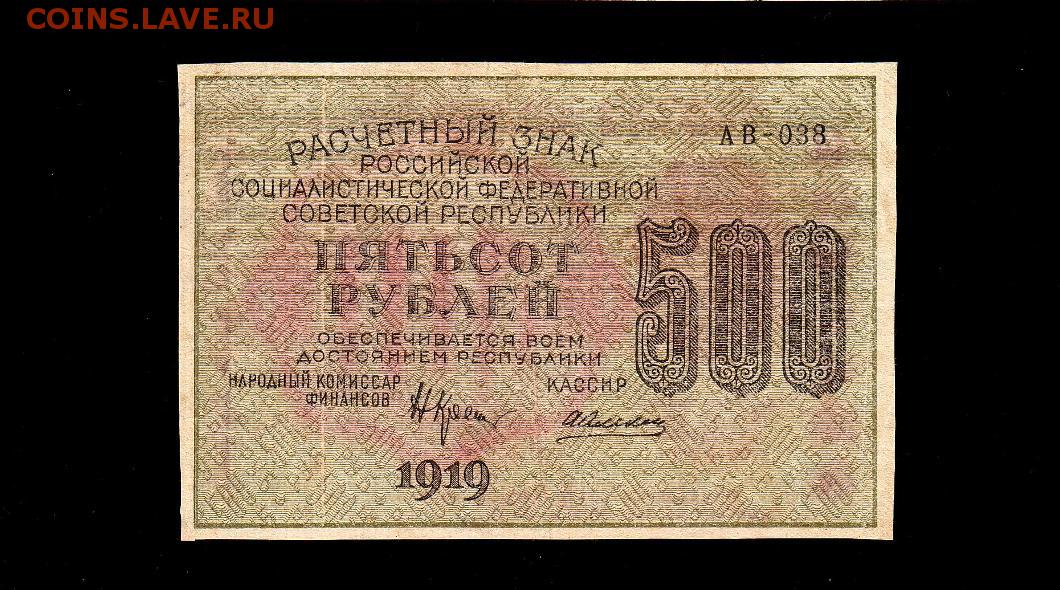 COINS.LAVE.RU
РАСЧЕТНЫЙ ЗНАК
АВ-038
РОССИЙСКОЙ
СОЦИАЛИСТИЧЕСКОЙ ФЕДЕРАТИВНОЙ
СОВЕТСКОЙ РЕСПУБЛИКИ
ПЯТЬСОТ
РУБЛЕЙ
500
ОБЕСПЕЧИВАЕТСЯ ВСЕМ
ДОСТОЯНИЕМ РЕСПУБЛИКИ
НАРОДНЫЙ КОМИССАР
ФИНАНСОВ
КАССИР
1919